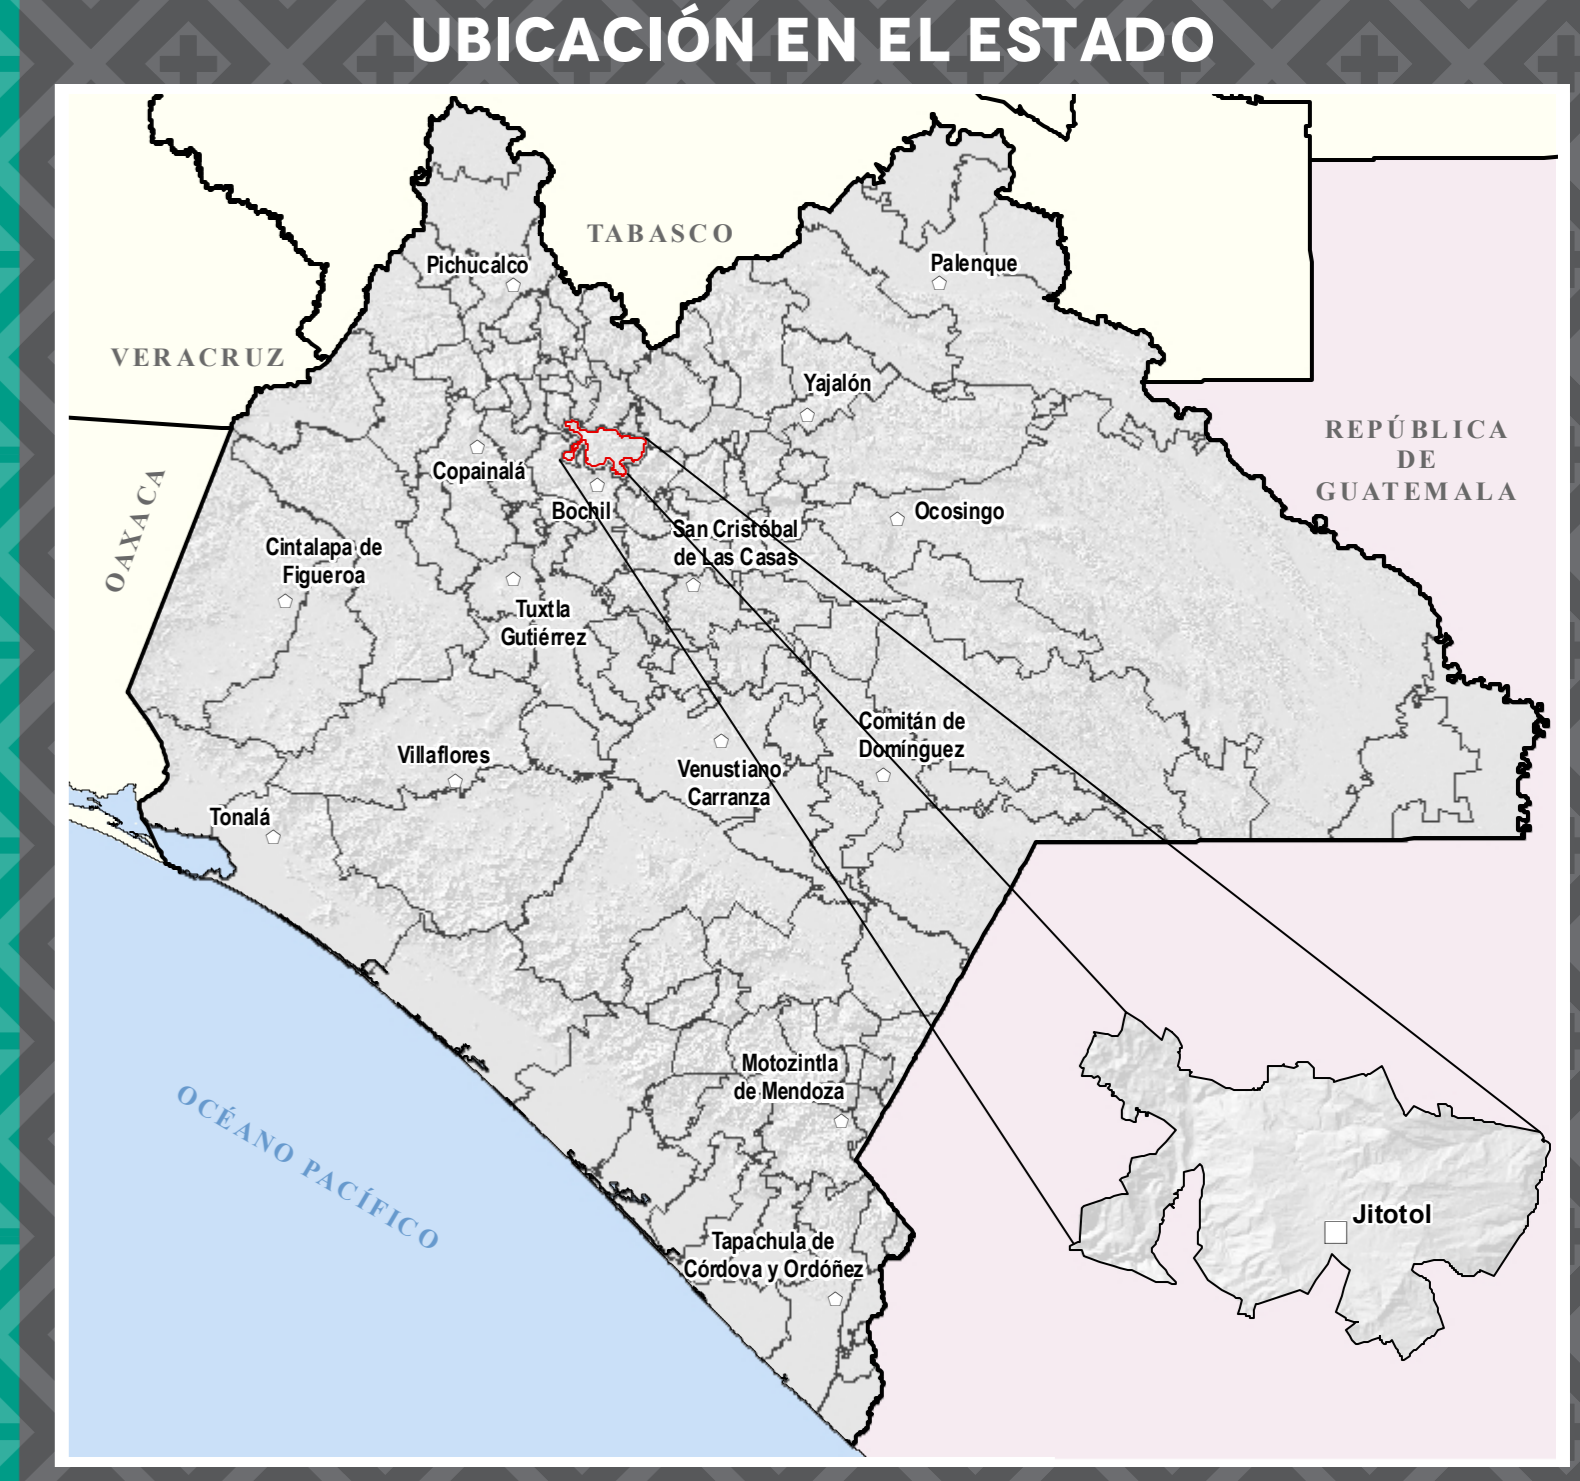 UBICACIÓN EN EL ESTADO
TABASCO
Pichucalco
Palenque
VERACRUZ
Yajalón
REPÚBLICA
DE
GUATEMALA
Copainalá
OAXACA
Bochil
Ocosingo
San Cristóbal
de Las Casas
Cintalapa de
Figueroa
Tuxtla
Gutiérrez
Comitán de
Domínguez
Villaflores
Venustiano
Carranza
Tonalá
Motozintla
de Mendoza
OCÉANO PACÍFICO
Jitotol
Tapachula de
Córdova y Ordóñez